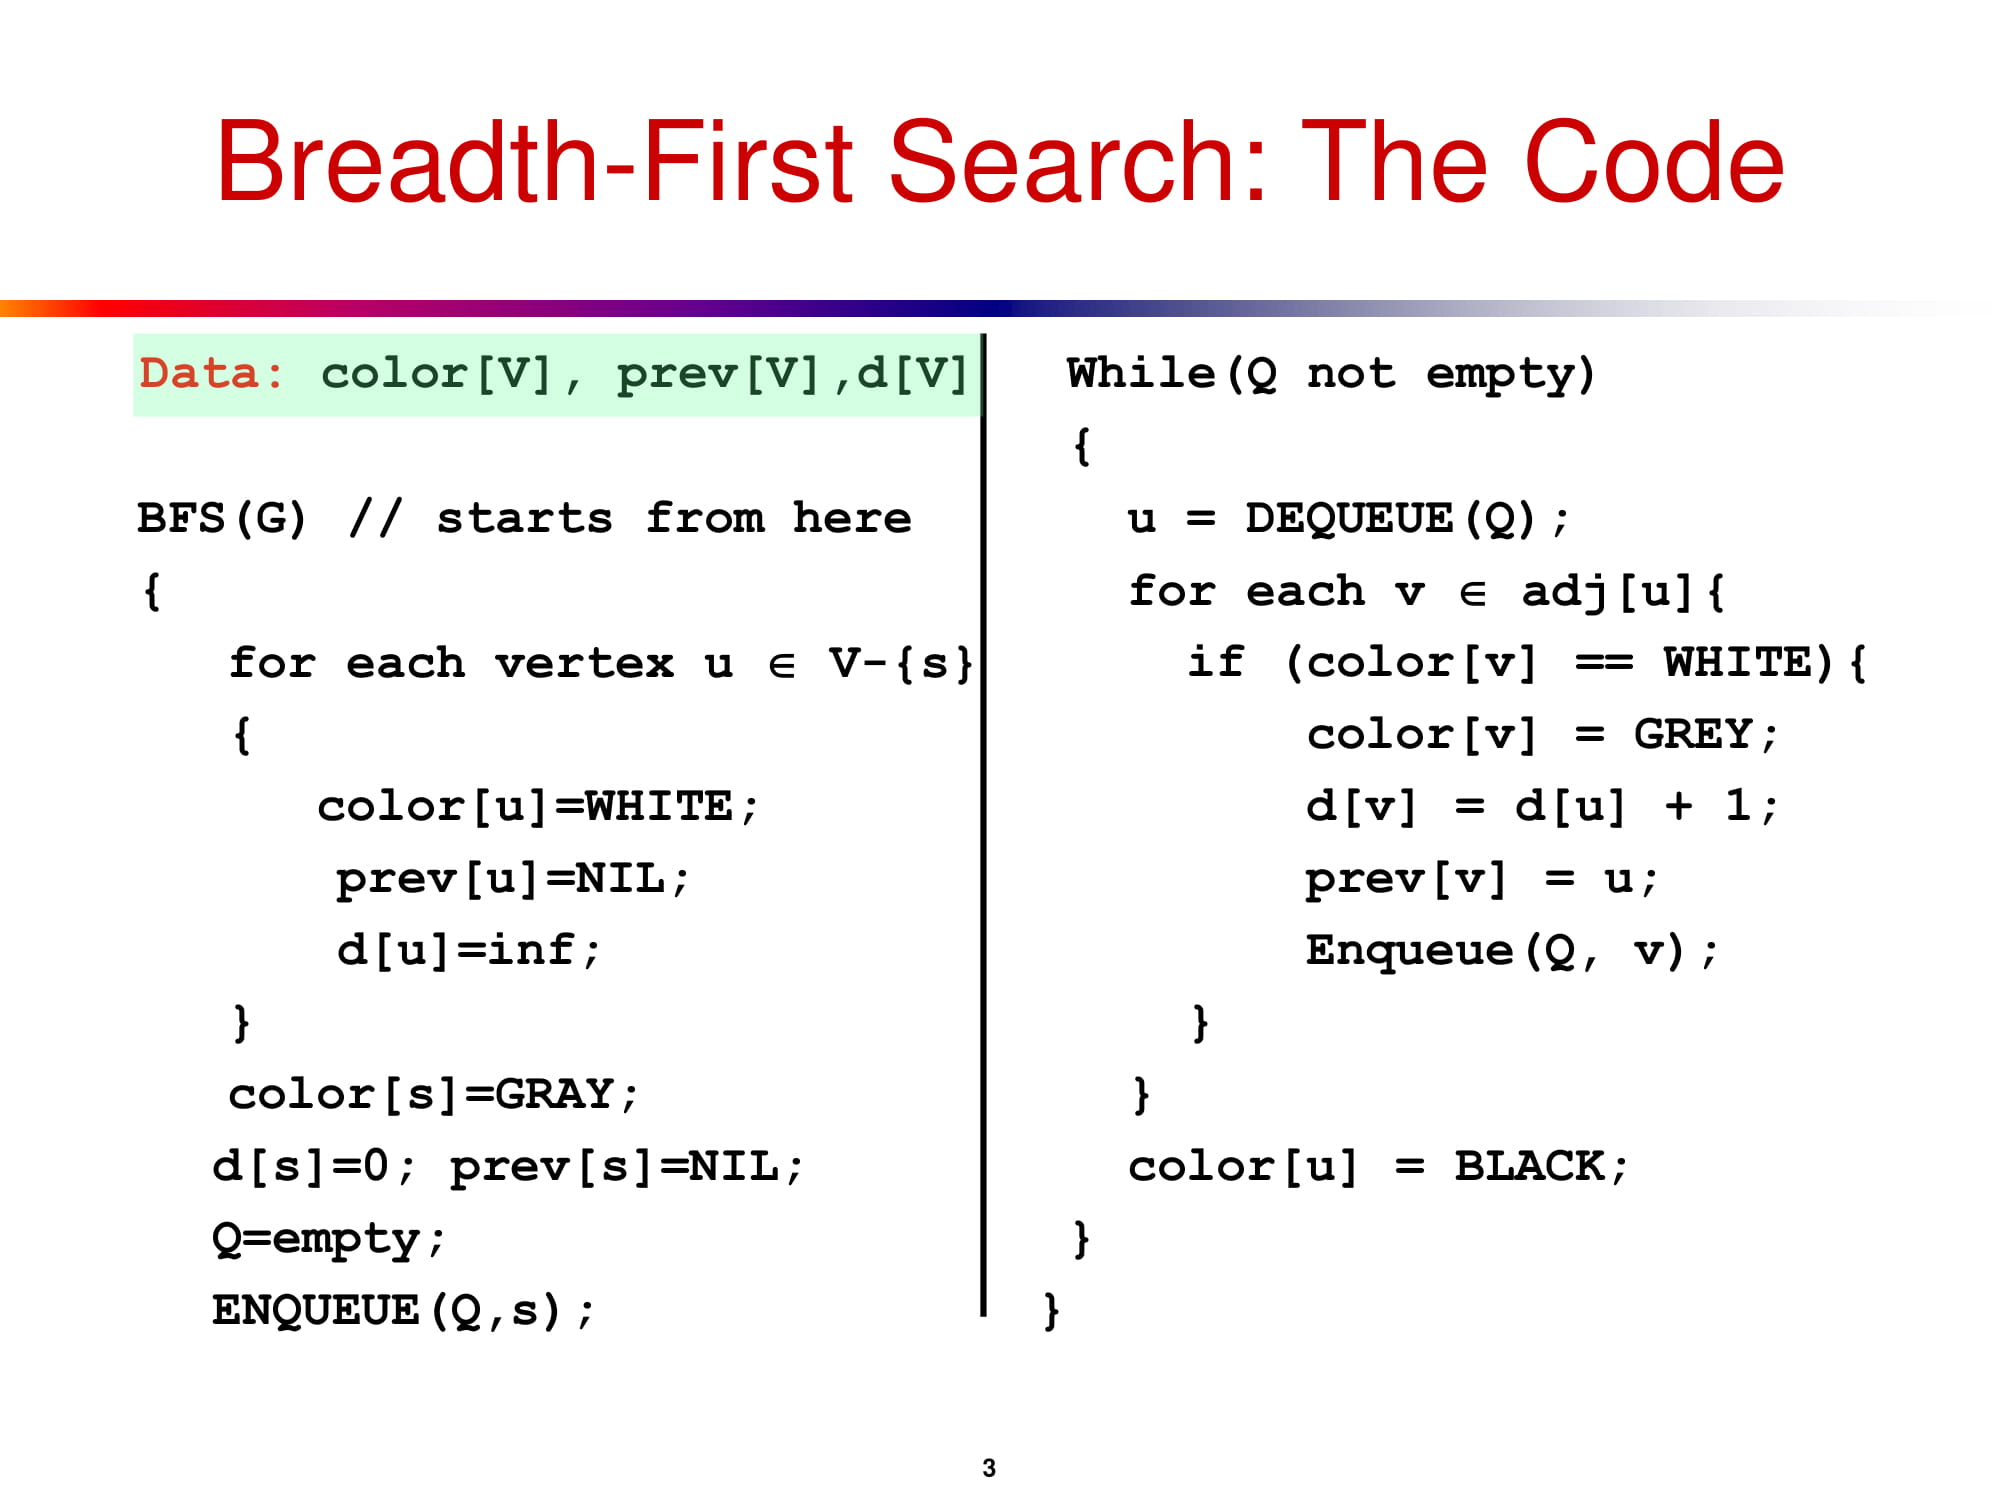 Breadth-First Search: The Code
Data: color[V], prev[V],d[V]
BFS(G) // starts from here
{
for each vertex u ∈ V-{s}
{
color[u]=WHITE;
prev[u]=NIL;
d[u]=inf;
}
color[s]=GRAY;
d[s]=0; prev[s]=NIL;
Q=empty;
ENQUEUE(Q,s);
While(Q not empty)
{
u = DEQUEUE(Q);
for each v ∈ adj[u]{
if (color[v] == WHITE){
color[v] = GREY;
d[v] = d[u] + 1;
prev[v] = u;
Enqueue(Q, v);
}
}
color[u] = BLACK;
}
}
3